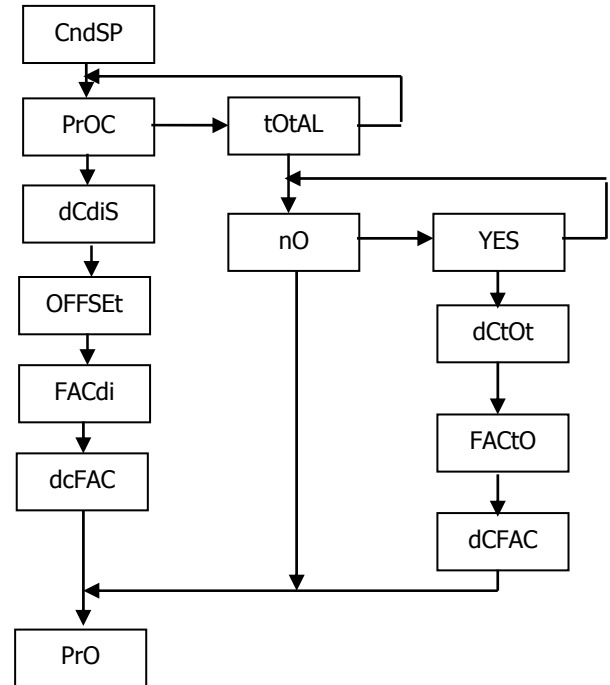 CndSP
PrOC
tOtAL
dCdiS
nO
YES
OFFSEt
dCtOt
FACdi
FACtO
dcFAC
dCFAC
PrO